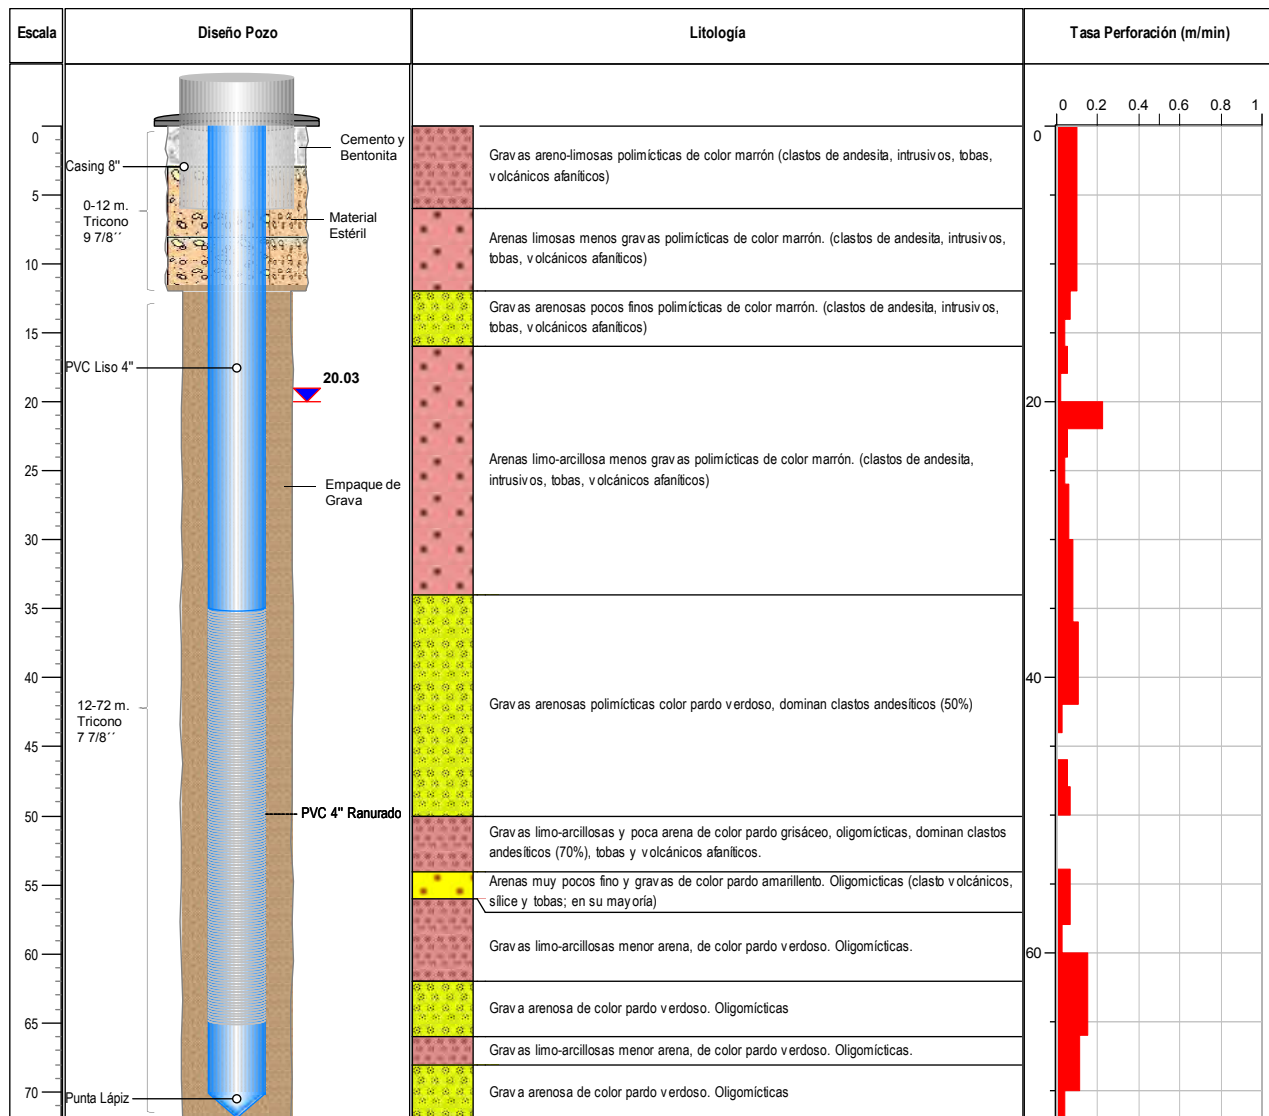 Escala
Diseño Pozo
Litología
Tasa Perforación (m/min)
0 0.2 0.4 0.6 0.8 1
0
5
10
15
20
25
30
35
40
45
50
55
60
65
70
Casing 8"
0-12 m.
Tricono
9 7/8´´
Cemento y
Bentonita
Material
Estéril
PVC Liso 4"
20.03
Empaque de
Grava
12-72 m.
Tricono
7 7/8´´
PVC 4" Ranurado
Punta Lápiz
Gravas areno-limosas polimícticas de color marrón (clastos de andesita, intrusivos, tobas,
volcánicos afaníticos)
Arenas limosas menos gravas polimícticas de color marrón. (clastos de andesita, intrusivos,
tobas, volcánicos afaníticos)
Gravas arenosas pocos finos polimícticas de color marrón. (clastos de andesita, intrusivos,
tobas, volcánicos afaníticos)
Arenas limo-arcillosa menos gravas polimícticas de color marrón. (clastos de andesita,
intrusivos, tobas, volcánicos afaníticos)
Gravas arenosas polimícticas color pardo verdoso, dominan clastos andesíticos (50%)
Gravas limo-arcillosas y poca arena de color pardo grisáceo, oligomícticas, dominan clastos
andesíticos (70%), tobas y volcánicos afaníticos.
Arenas muy pocos fino y gravas de color pardo amarillento. Oligomicticas (clasto volcánicos,
sílice y tobas; en su mayoría)
Gravas limo-arcillosas menor arena, de color pardo verdoso. Oligomícticas.
Grava arenosa de color pardo verdoso. Oligomícticas
Gravas limo-arcillosas menor arena, de color pardo verdoso. Oligomícticas.
Grava arenosa de color pardo verdoso. Oligomícticas
0
20
40
60